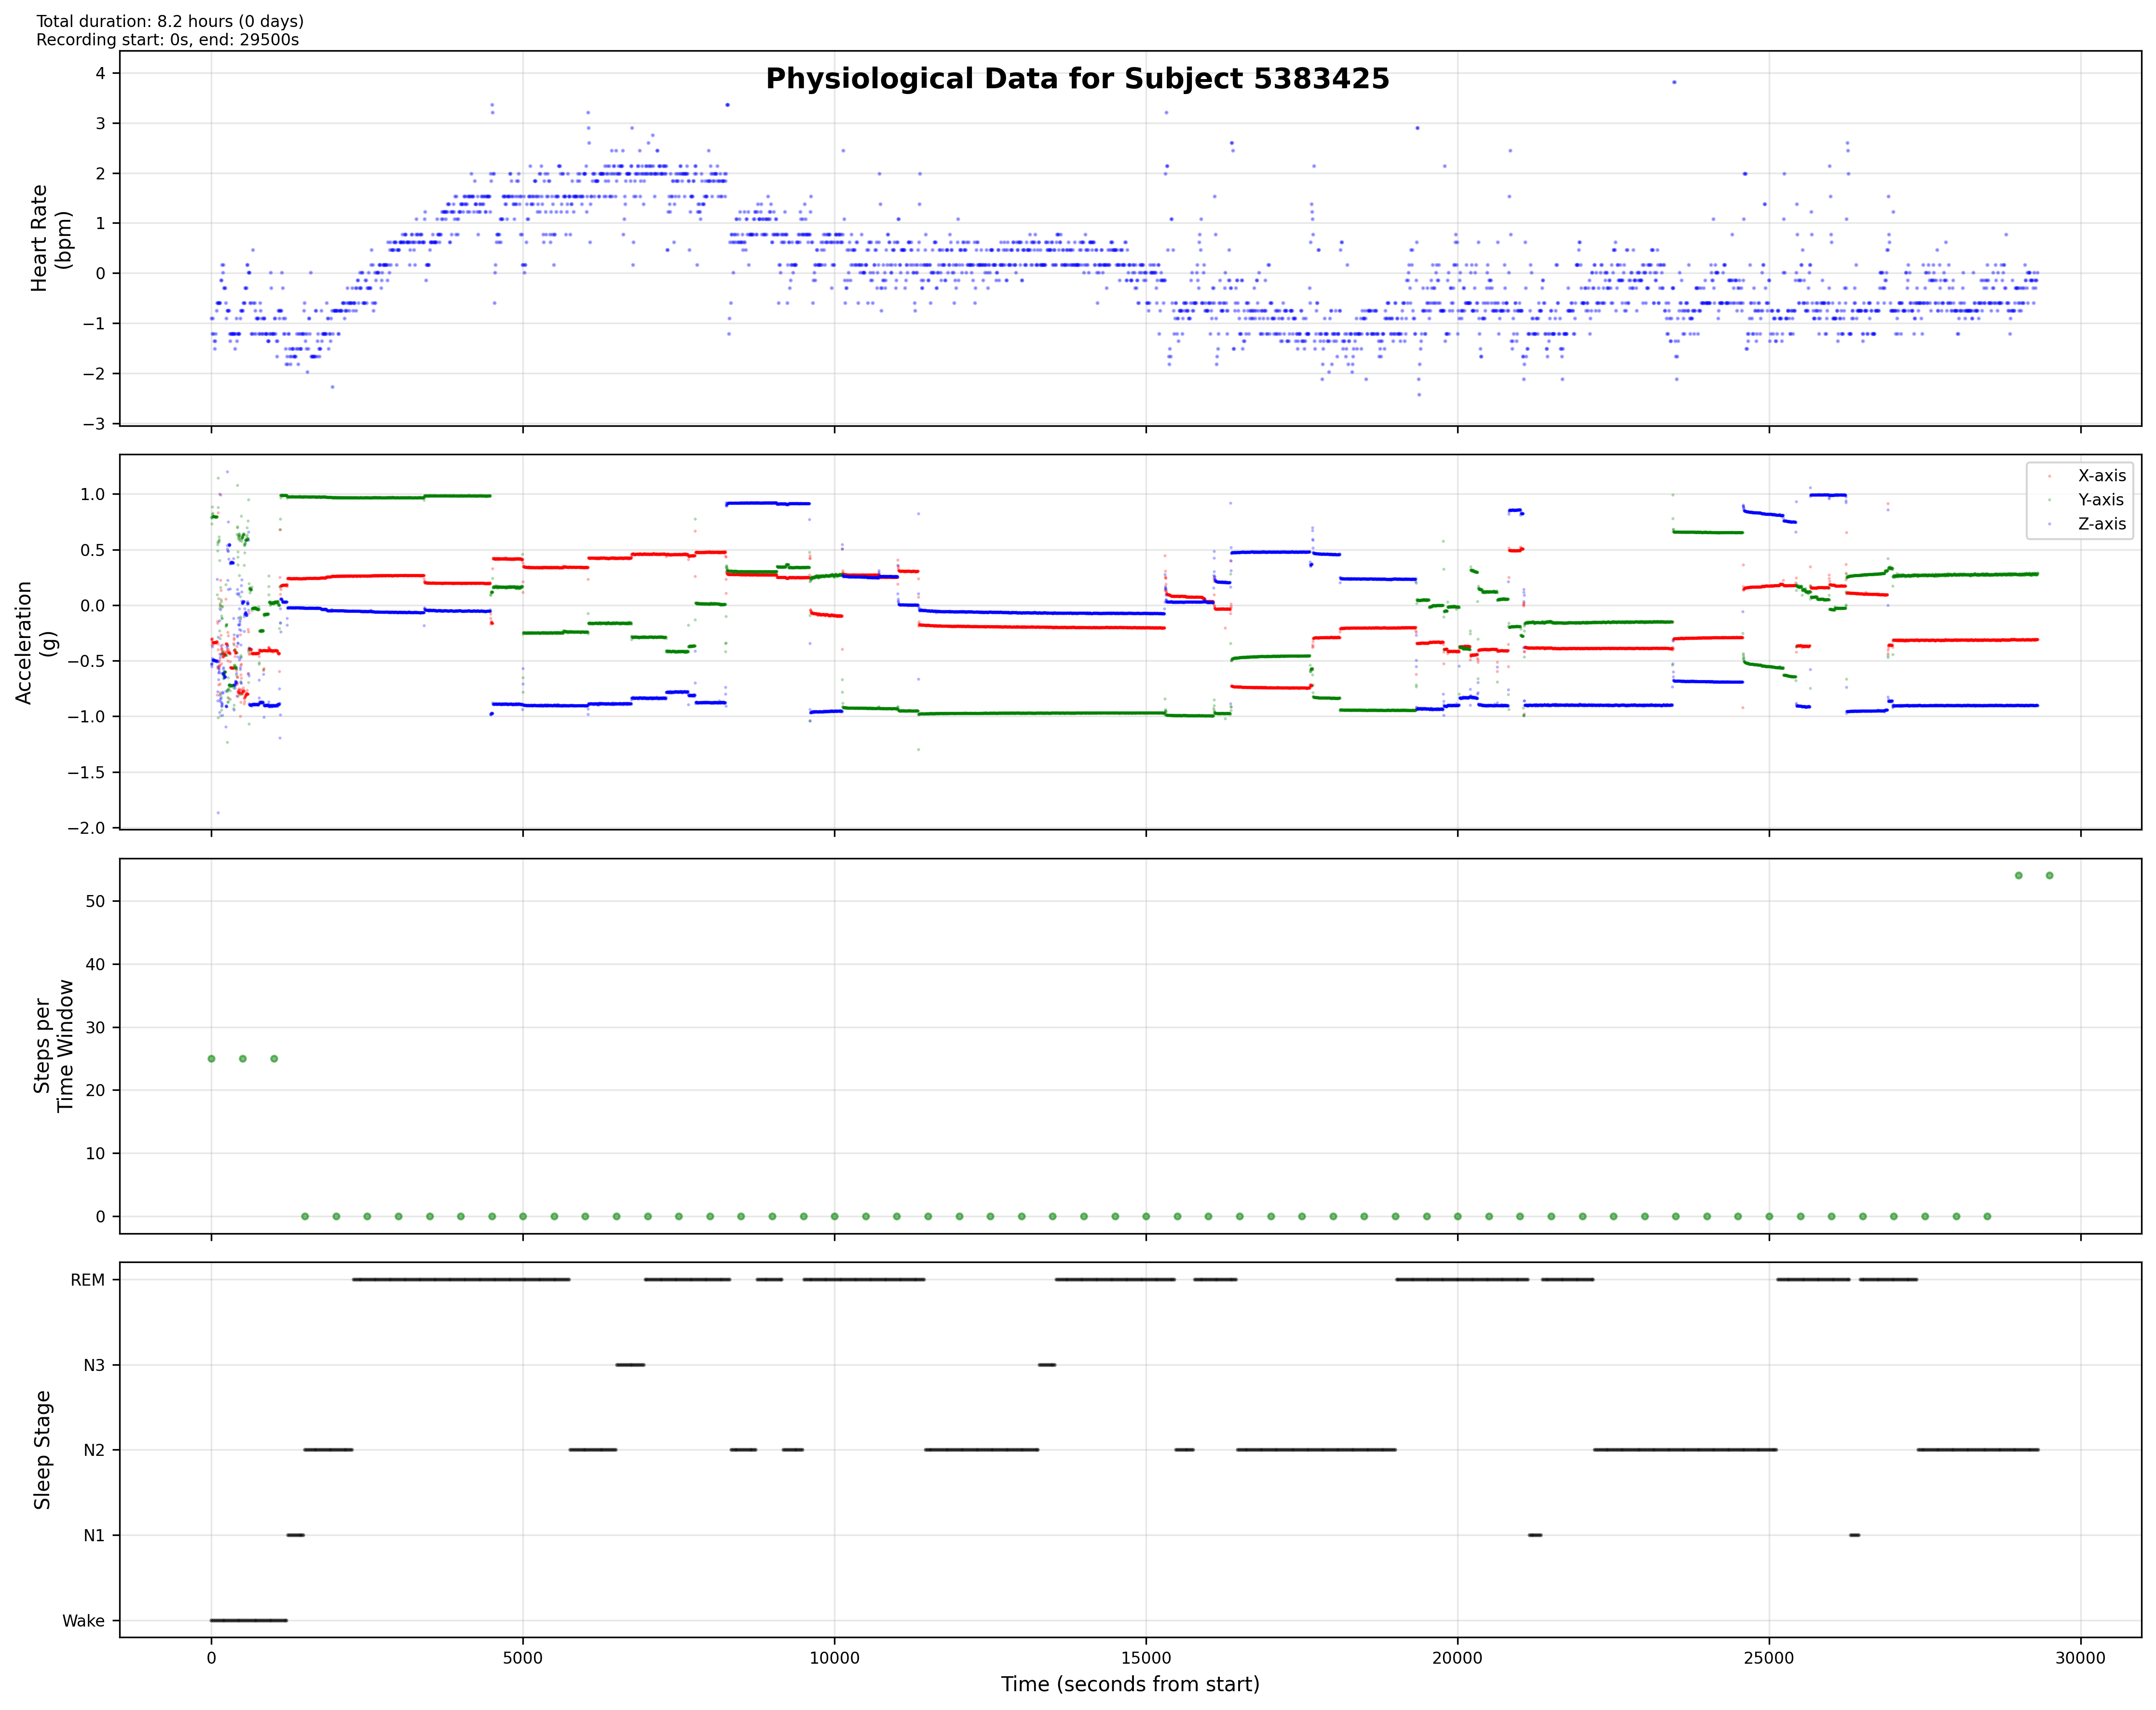 Total duration: 8.2 hours (0 days)
Recording start: 0s, end: 29500s
Physiological Data for Subject 5383425
Heart Rate
(bpm)
4
3
2
1
0
−1
−2
−3
Acceleration
(g)
1.0
0.5
0.0
−0.5
−1.0
−1.5
−2.0
X-axis
Y-axis
Z-axis
Steps per
Time Window
50
40
30
20
10
0
Sleep Stage
REM
N3
N2
N1
Wake
0
5000
10000
15000
20000
25000
30000
Time (seconds from start)